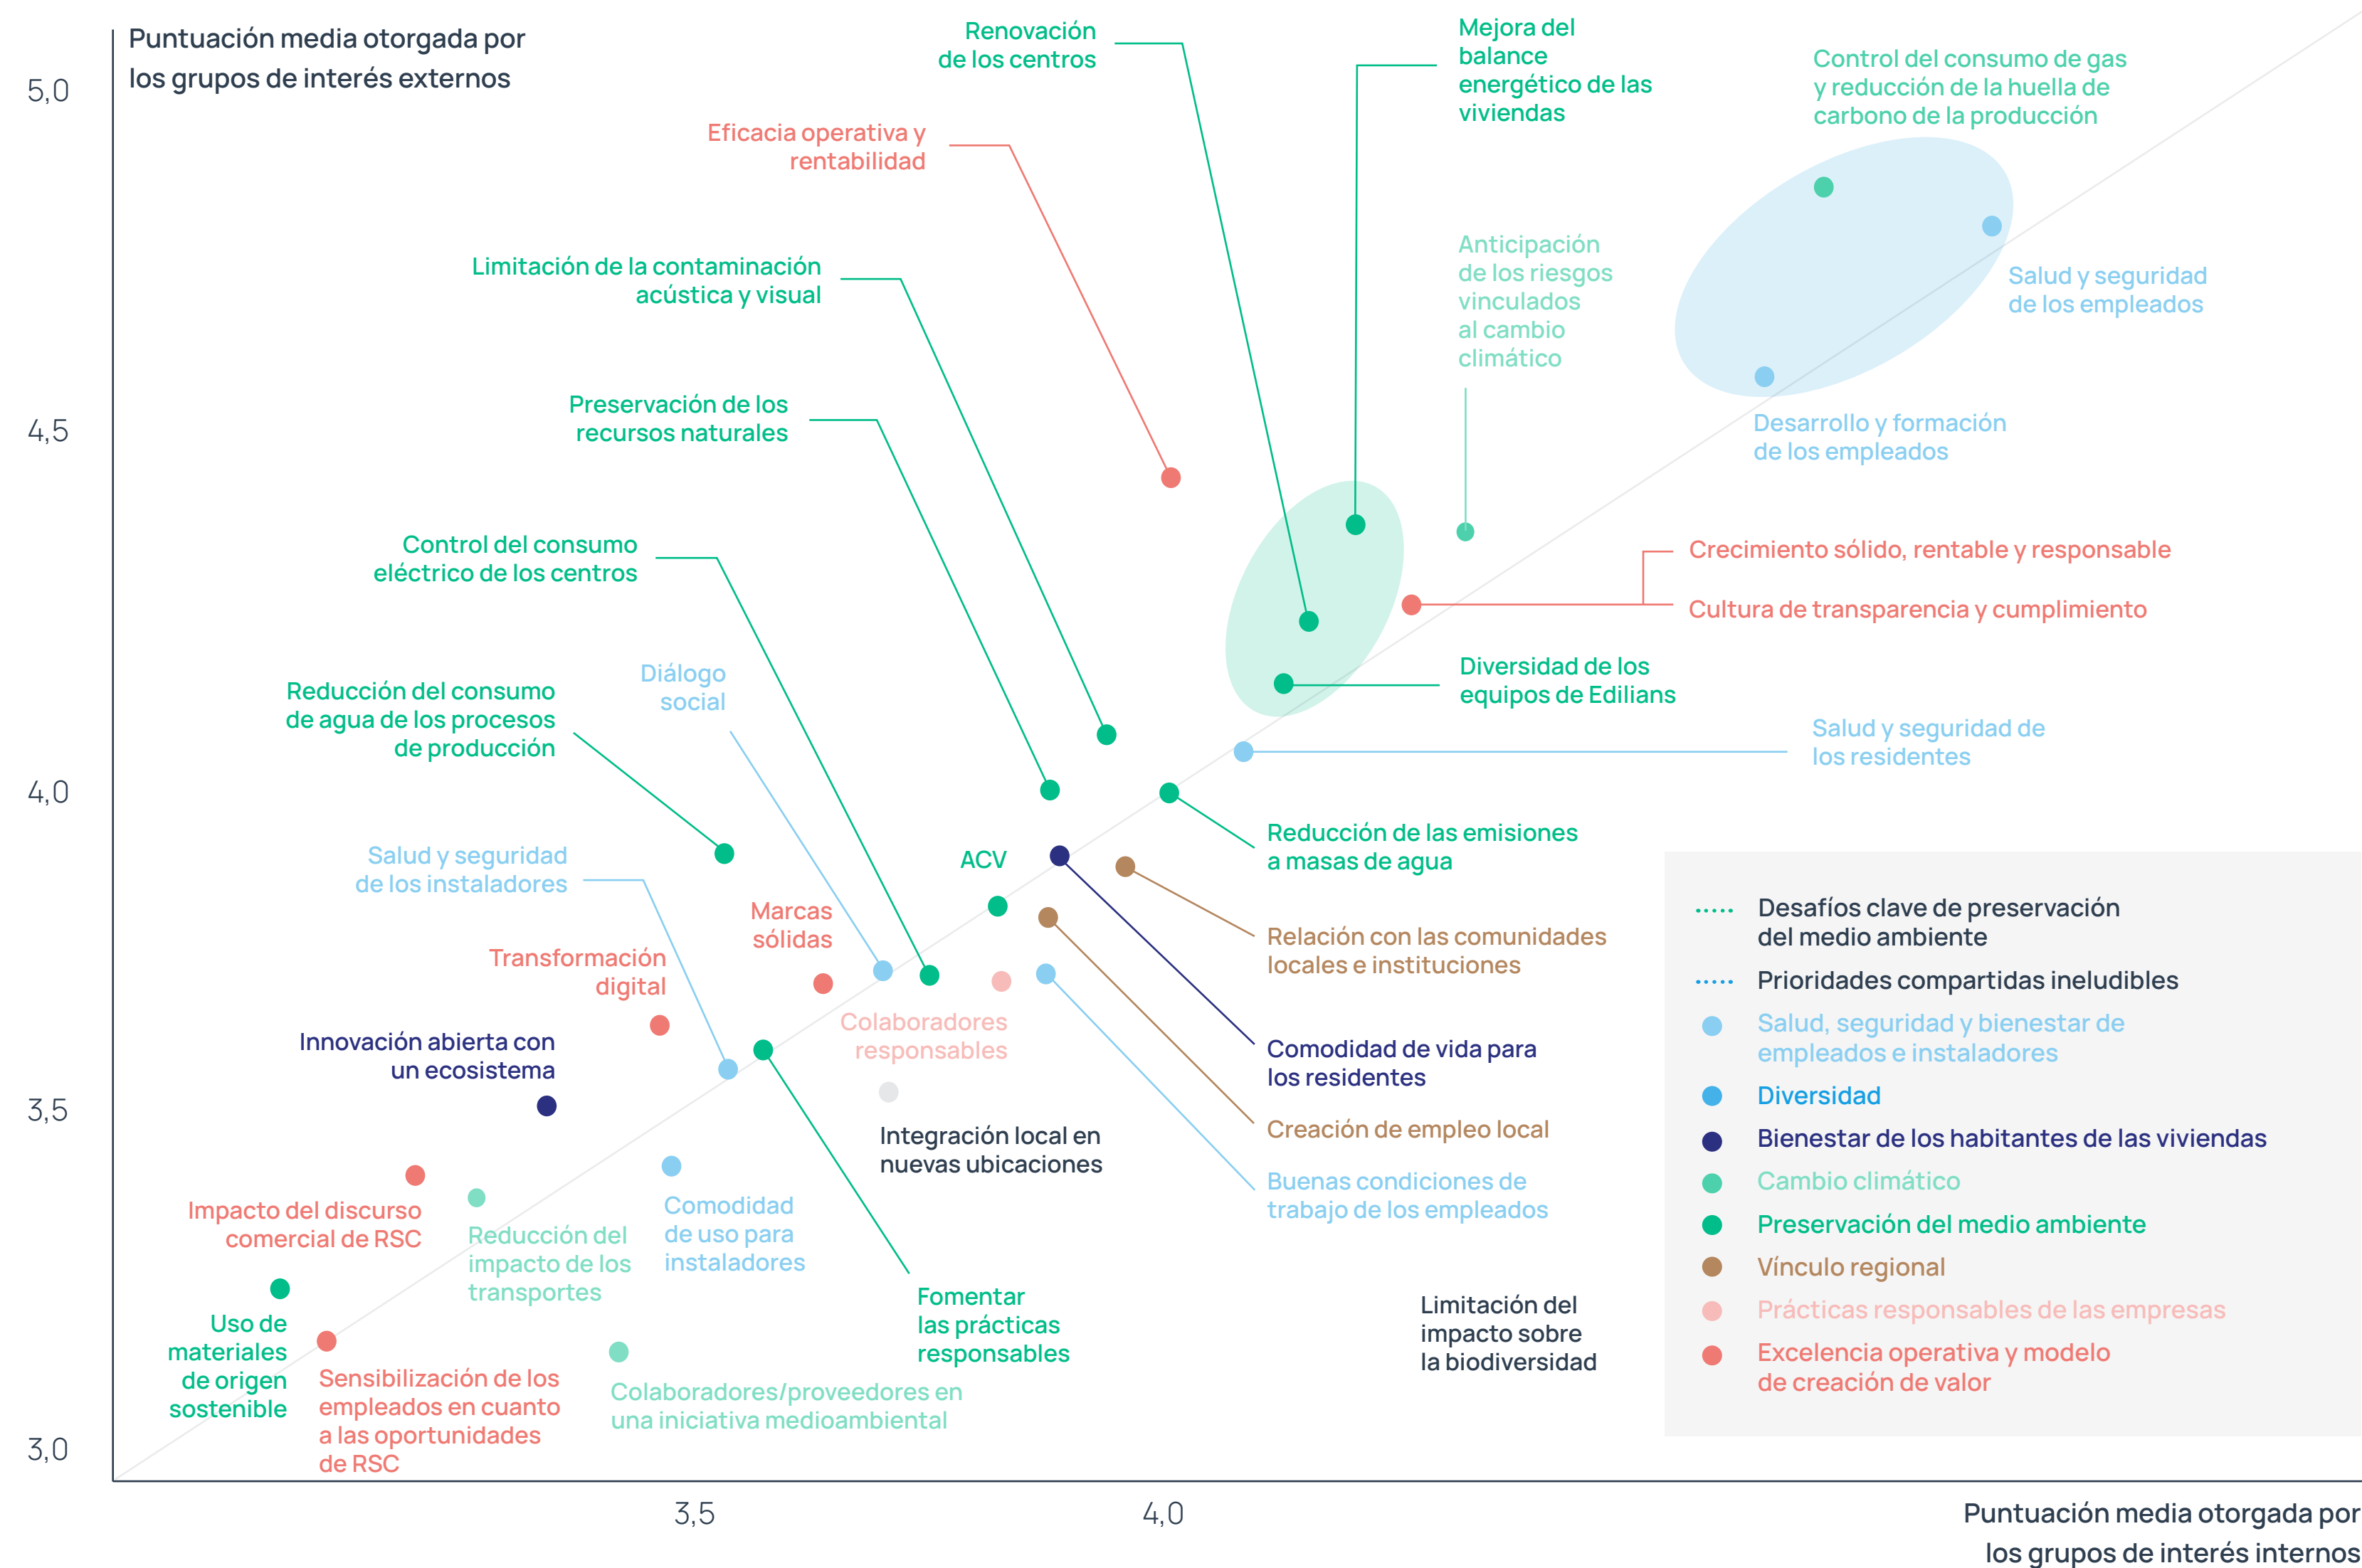 Puntuación media otorgada por
los grupos de interés externos
5,0
4,5
4,0
3,5
3,0
Renovación
de los centros
Mejora del
balance
energético de las
viviendas
Control del consumo de gas
y reducción de la huella de
carbono de la producción
Eficacia operativa y
rentabilidad
Limitación de la contaminación
acústica y visual
Anticipación
de los riesgos
vinculados
al cambio
climático
Salud y seguridad
de los empleados
Preservación de los
recursos naturales
Desarrollo y formación
de los empleados
Control del consumo
eléctrico de los centros
Crecimiento sólido, rentable y responsable
Cultura de transparencia y cumplimiento
Diálogo
social
Reducción del consumo
de agua de los procesos
de producción
Diversidad de los
equipos de Edilians
Salud y seguridad de
los residentes
Reducción de las emisiones
a masas de agua
Salud y seguridad
de los instaladores
ACV
Marcas
sólidas
Relación con las comunidades
locales e instituciones
Transformación
digital
Colaboradores
responsables
Innovación abierta con
un ecosistema
Comodidad de vida para
los residentes
Integración local en
nuevas ubicaciones
Creación de empleo local
Buenas condiciones de
trabajo de los empleados
Impacto del discurso
comercial de RSC
Reducción del
impacto de los
transportes
Comodidad
de uso para
instaladores
Fomentar
las prácticas
responsables
Limitación del
impacto sobre
la biodiversidad
Uso de
materiales
de origen
sostenible
Sensibilización de los
empleados en cuanto
a las oportunidades
de RSC
Colaboradores/proveedores en
una iniciativa medioambiental
Desafíos clave de preservación
del medio ambiente
Prioridades compartidas ineludibles
Salud, seguridad y bienestar de
empleados e instaladores
Diversidad
Bienestar de los habitantes de las viviendas
Cambio climático
Preservación del medio ambiente
Vínculo regional
Prácticas responsables de las empresas
Excelencia operativa y modelo
de creación de valor
3,5
4,0
Puntuación media otorgada por
los grupos de interés internos